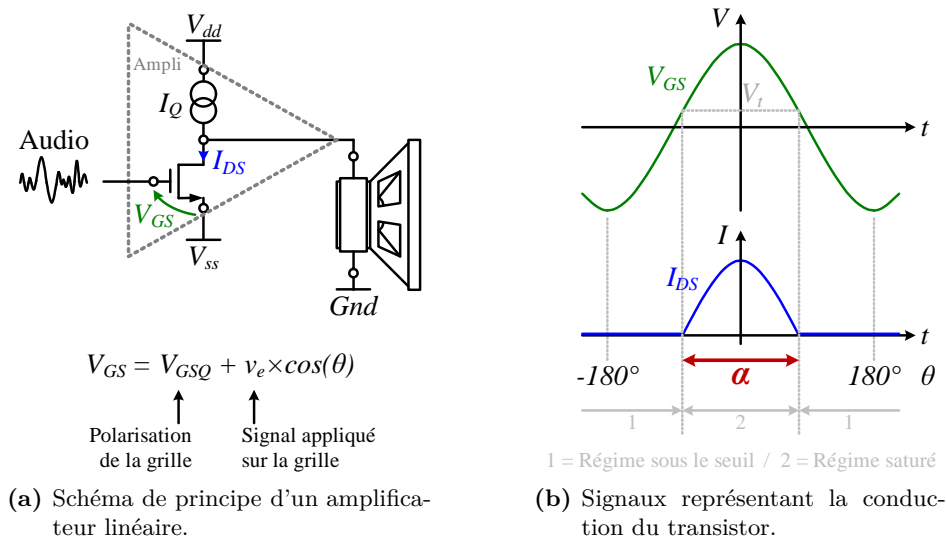 V_dd
Ampli
I_Q
Audio
I_DS
V_GS
V_ss
Gnd
V_GS = V_GSQ + v_e×cos(θ)
Polarisation
de la grille
Signal appliqué
sur la grille
(a) Schéma de principe d'un amplifica-
teur linéaire.
V
V_GS
V_t
t
I
I_DS
t
-180°
α
180°
θ
1
2
1
1 = Régime sous le seuil / 2 = Régime saturé
(b) Signaux représentant la conduc-
tion du transistor.